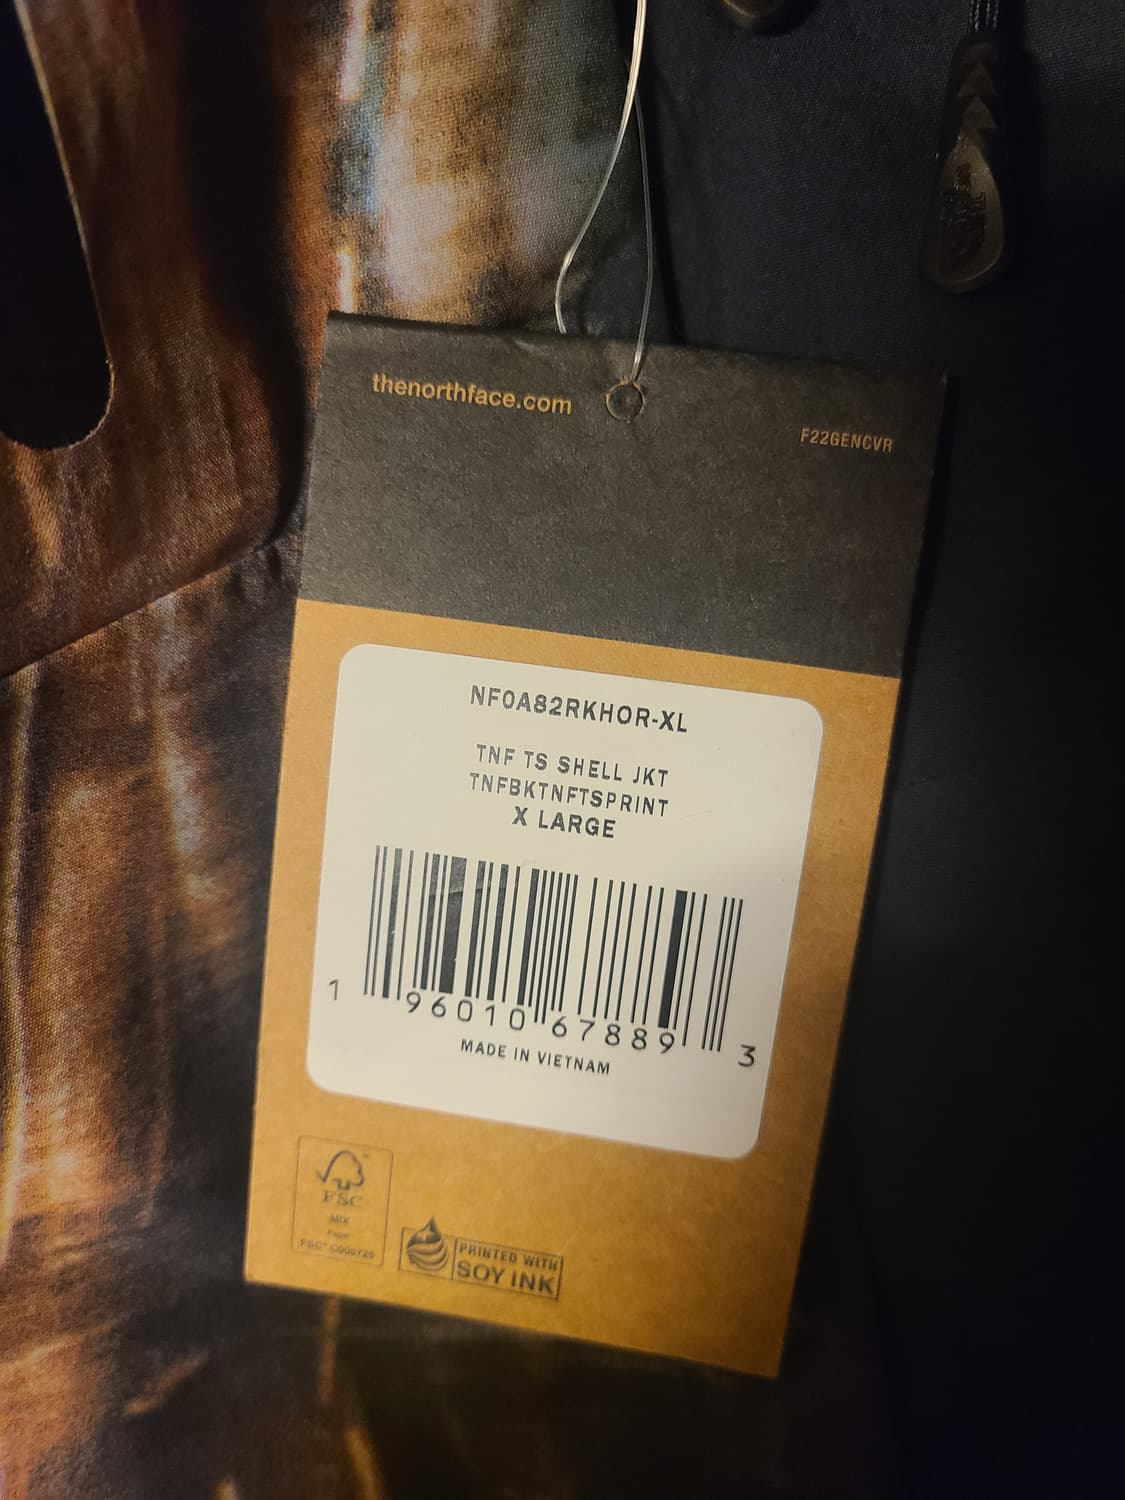 thenorthface.com
F22GENCVR
NF0A82RKHOR-XL
TNF TS SHELL JKT
TNFBKTNFTSPRINT
X LARGE
1 96010 67889 3
MADE IN VIETNAM
FSC
MIX
Paper
PRINTED WITH
SOY INK